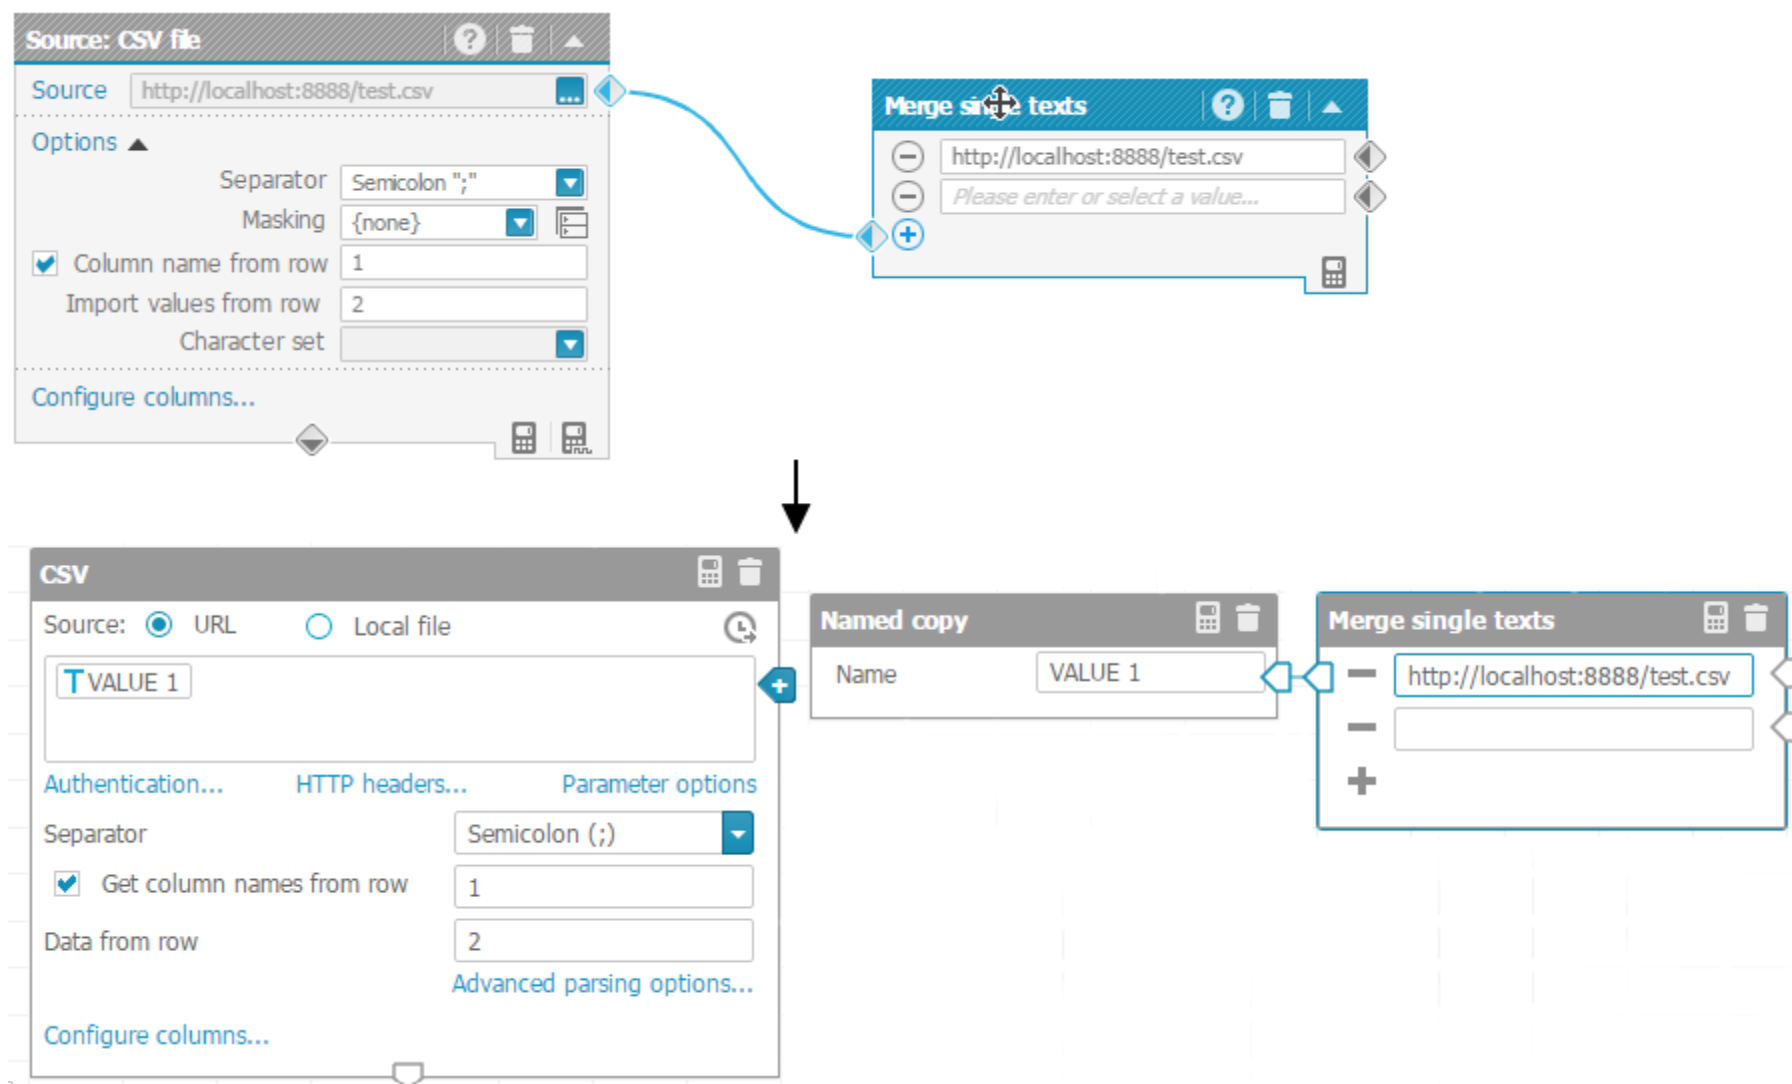 Source: CSV file
Source http://localhost:8888/test.csv ...
Options
Separator Semicolon ";"
Masking {none}
Column name from row 1
Import values from row 2
Character set
Configure columns...
Merge single texts
http://localhost:8888/test.csv
Please enter or select a value...
CSV
Source: URL Local file
VALUE 1
Authentication... HTTP headers... Parameter options
Separator Semicolon (;)
Get column names from row 1
Data from row 2
Advanced parsing options...
Configure columns...
Named copy
Name VALUE 1
Merge single texts
http://localhost:8888/test.csv